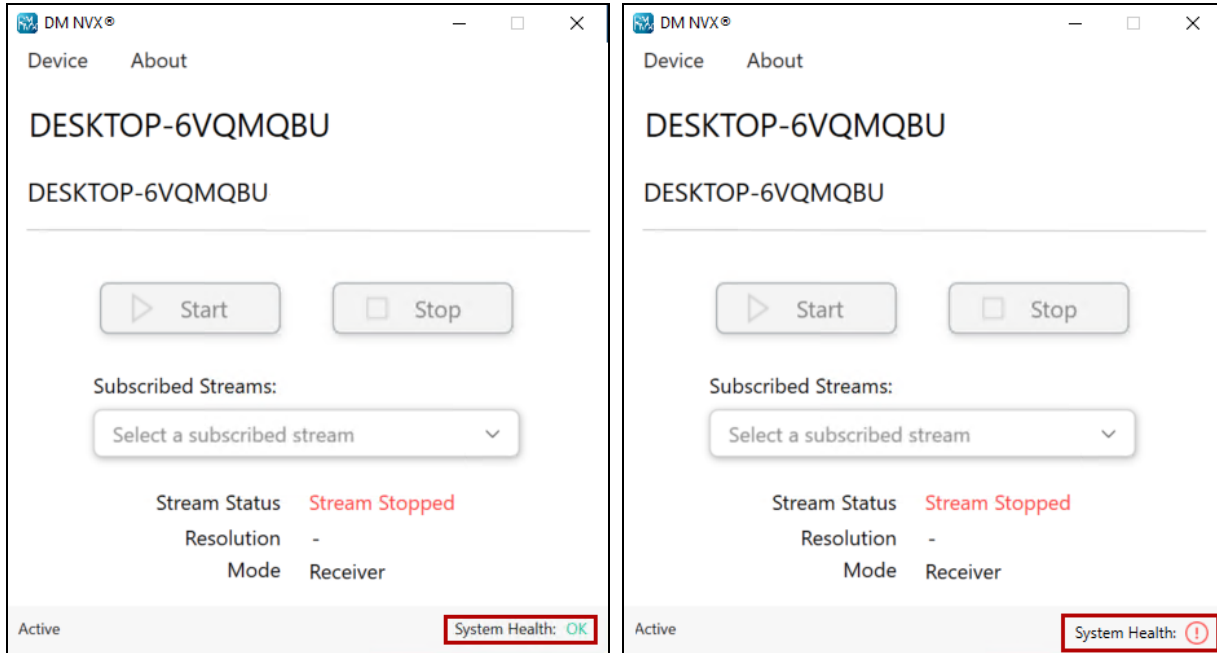 DM NVX®
Device About
DESKTOP-6VQMQBU
DESKTOP-6VQMQBU
Start Stop
Subscribed Streams:
Select a subscribed stream
Stream Status Stream Stopped
Resolution -
Mode Receiver
Active System Health: OK
DM NVX®
Device About
DESKTOP-6VQMQBU
DESKTOP-6VQMQBU
Start Stop
Subscribed Streams:
Select a subscribed stream
Stream Status Stream Stopped
Resolution -
Mode Receiver
Active System Health: !